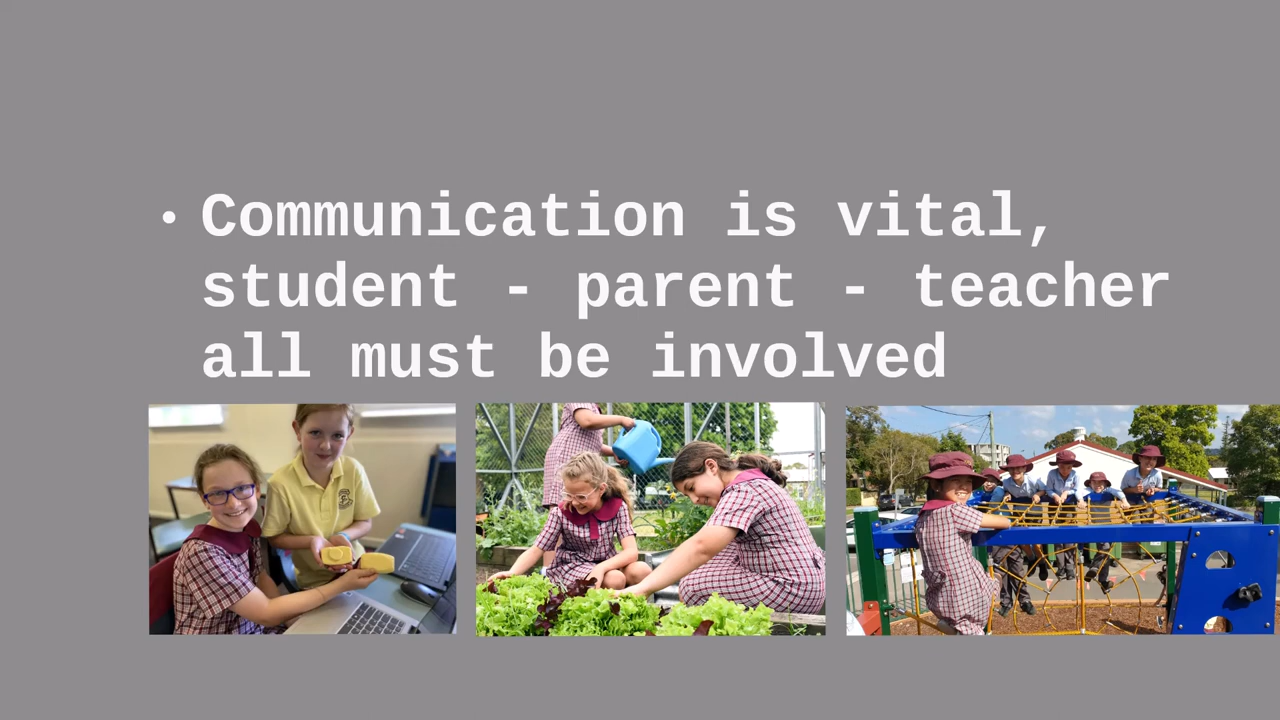 • Communication is vital,
student - parent - teacher
all must be involved